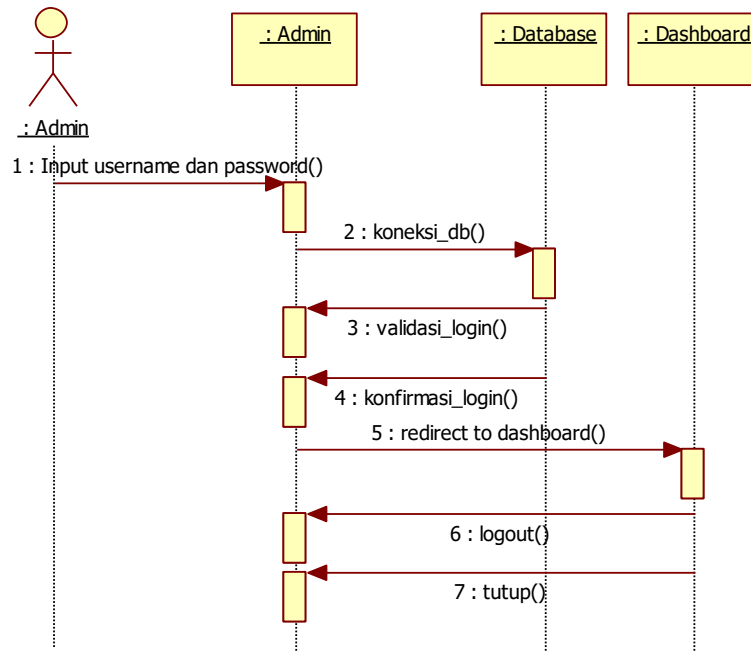 : Admin
: Database
: Dashboard
: Admin
1 : Input username dan password()
2 : koneksi_db()
3 : validasi_login()
4 : konfirmasi_login()
5 : redirect to dashboard()
6 : logout()
7 : tutup()